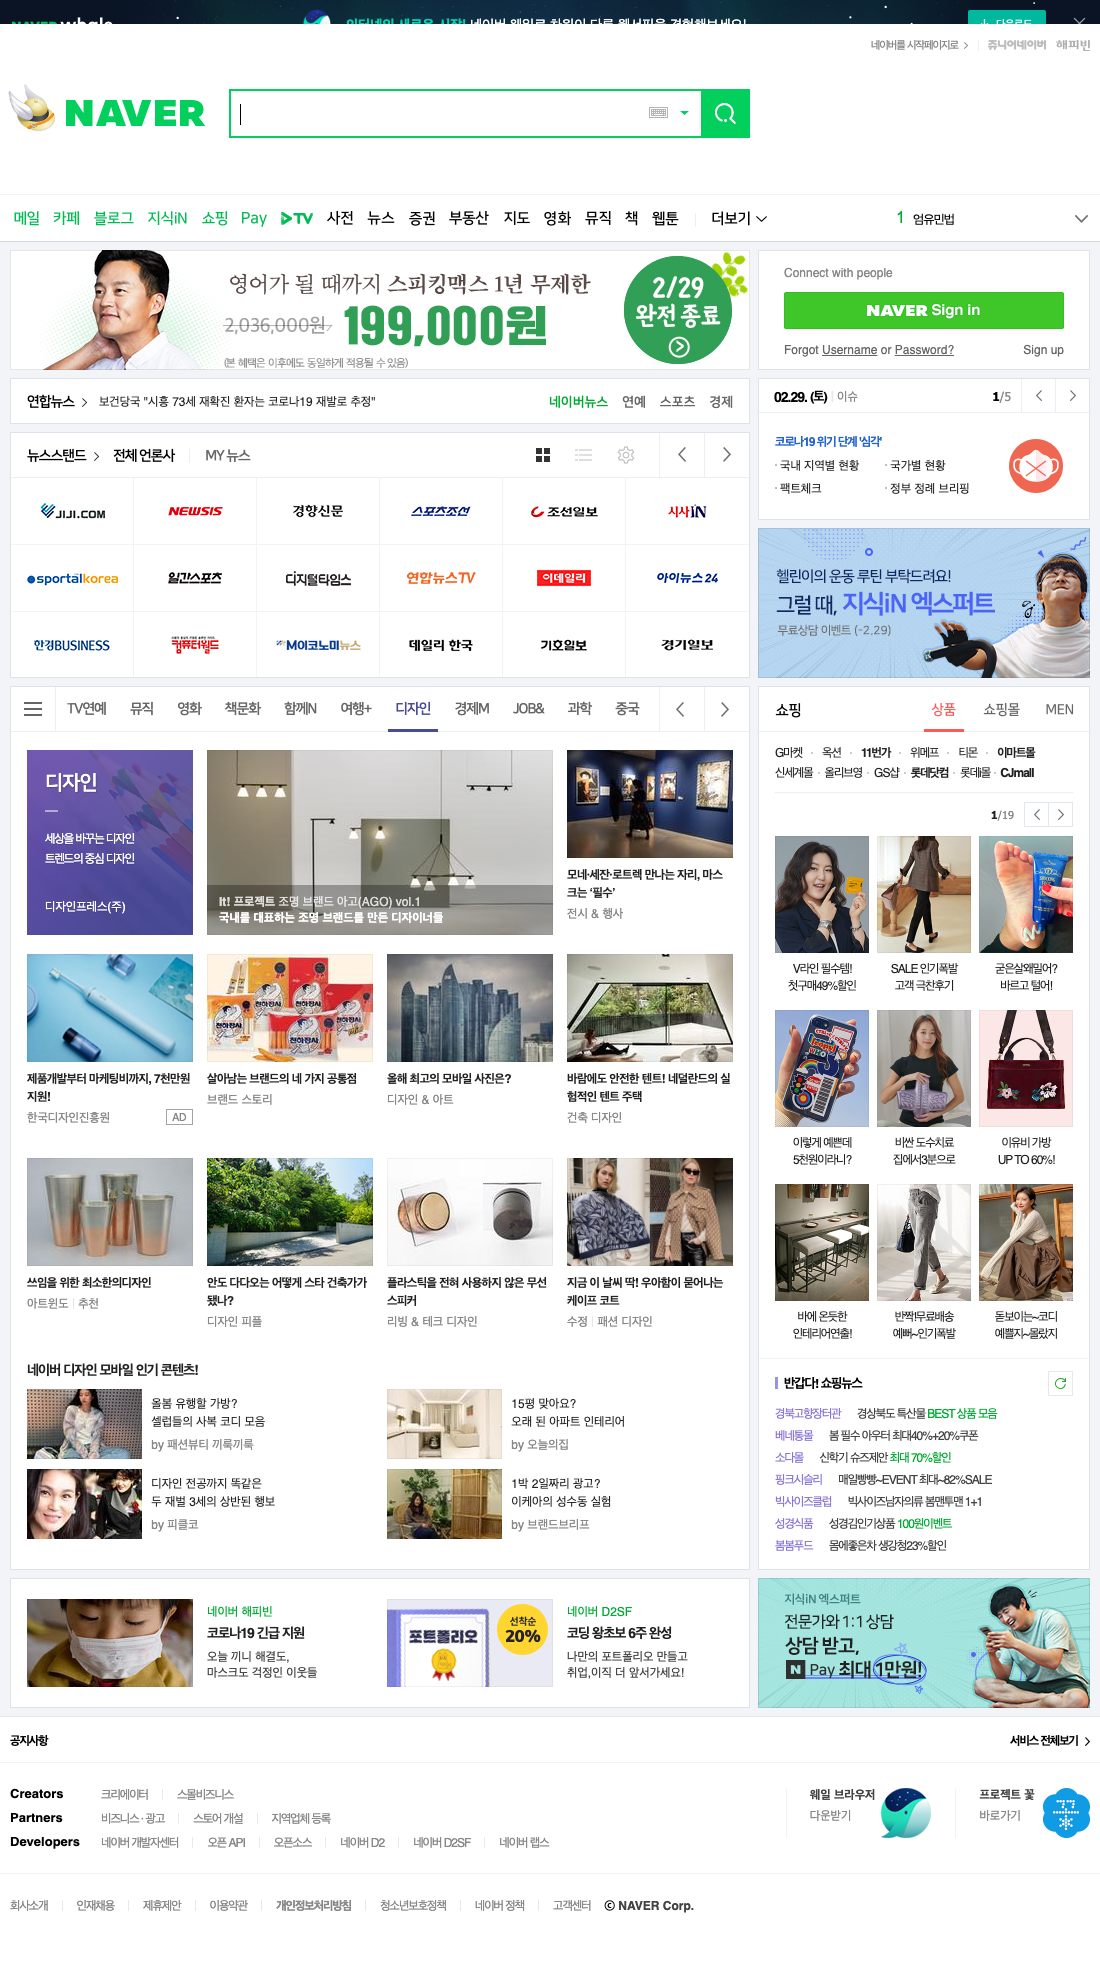 네이버를 시작페이지로
쥬니어네이버 해피빈
NAVER
메일 카페 블로그 지식iN 쇼핑 Pay TV 사전 뉴스 증권 부동산 지도 영화 뮤직 책 웹툰 더보기
1 엄유민법
영어가 될 때까지 스피킹맥스 1년 무제한
2,036,000원 199,000원
(본 혜택은 이후에도 동일하게 적용될 수 있음)
2/29
완전 종료
Connect with people
NAVER Sign in
Forgot Username or Password? Sign up
연합뉴스 보건당국 "시흥 73세 재확진 환자는 코로나19 재발로 추정"
네이버뉴스 연예 스포츠 경제
02.29. (토) 이슈 1/5
코로나19 위기 단계 '심각'
· 국내 지역별 현황 · 국가별 현황
· 팩트체크 · 정부 정례 브리핑
뉴스스탠드 전체 언론사 MY 뉴스
JIJI.COM NEWSIS 경향신문 스포츠조선 조선일보 시사IN
sportalkorea 일간스포츠 디지털타임스 연합뉴스TV 이데일리 아이뉴스24
한경BUSINESS 컴퓨터월드 M이코노미뉴스 데일리 한국 기호일보 경기일보
헬린이의 운동 루틴 부탁드려요!
그럴 때, 지식iN 엑스퍼트
무료상담 이벤트 (-2.29)
TV연예 뮤직 영화 책문화 함께N 여행+ 디자인 경제M JOB& 과학 중국
디자인
세상을 바꾸는 디자인
트렌드의 중심 디자인
디자인프레스(주)
It! 프로젝트 조명 브랜드 아고(AGO) vol.1
국내를 대표하는 조명 브랜드를 만든 디자이너들
모네·세잔·로트렉 만나는 자리, 마스
크는 '필수'
전시 & 행사
제품개발부터 마케팅비까지, 7천만원
지원!
한국디자인진흥원 AD
살아남는 브랜드의 네 가지 공통점
브랜드 스토리
올해 최고의 모바일 사진은?
디자인 & 아트
바람에도 안전한 텐트! 네덜란드의 실
험적인 텐트 주택
건축 디자인
쓰임을 위한 최소한의디자인
아트윈도 추천
안도 다다오는 어떻게 스타 건축가가
됐나?
디자인 피플
플라스틱을 전혀 사용하지 않은 무선
스피커
리빙 & 테크 디자인
지금 이 날씨 딱! 우아함이 묻어나는
케이프 코트
수정 패션 디자인
네이버 디자인 모바일 인기 콘텐츠!
올봄 유행할 가방?
셀럽들의 사복 코디 모음
by 패션뷰티 끼룩끼룩
15평 맞아요?
오래 된 아파트 인테리어
by 오늘의집
디자인 전공까지 똑같은
두 재벌 3세의 상반된 행보
by 피클코
1박 2일짜리 광고?
이케아의 성수동 실험
by 브랜드브리프
쇼핑 상품 쇼핑몰 MEN
G마켓 · 옥션 · 11번가 · 위메프 · 티몬 · 이마트몰
신세계몰 · 올리브영 · GS샵 · 롯데닷컴 · 롯데i몰 · CJmall
1/19
V라인 필수템!
첫구매49%할인
SALE 인기폭발
고객 극찬후기
굳은살왜밀어?
바르고 털어!
이렇게 예쁜데
5천원이라니?
바싼 도수치료
집에서3분으로
이유비 가방
UP TO 60%!
바에 온듯한
인테리어연출!
반짝!무료배송
예뻐~인기폭발
돋보이는~코디
예쁠지~몰랐지
반갑다! 쇼핑뉴스
경북고향장터관 경상북도 특산물 BEST 상품 모음
베네통몰 봄 필수 아우터 최대40%+20%쿠폰
소다몰 신학기 슈즈제안 최대 70%할인
핑크시슬리 매일빵빵~EVENT 최대~82%SALE
빅사이즈클럽 빅사이즈남자의류 봄맨투맨 1+1
성경식품 성경김인기상품 100원이벤트
봄봄푸드 몸에좋은차 생강청23%할인
네이버 해피빈
코로나19 긴급 지원
오늘 끼니 해결도,
마스크도 걱정인 이웃들
포트폴리오
선착순
20%
네이버 D2SF
코딩 왕초보 6주 완성
나만의 포트폴리오 만들고
취업,이직 더 앞서가세요!
지식iN 엑스퍼트
전문가와 1:1 상담
상담 받고,
N Pay 최대 1만원!
공지사항 서비스 전체보기
Creators 크리에이터 스몰비즈니스
Partners 비즈니스 · 광고 스토어 개설 지역업체 등록
Developers 네이버 개발자센터 오픈 API 오픈소스 네이버 D2 네이버 D2SF 네이버 랩스
웨일 브라우저
다운받기
프로젝트 꽃
바로가기
회사소개 인재채용 제휴제안 이용약관 개인정보처리방침 청소년보호정책 네이버 정책 고객센터 © NAVER Corp.